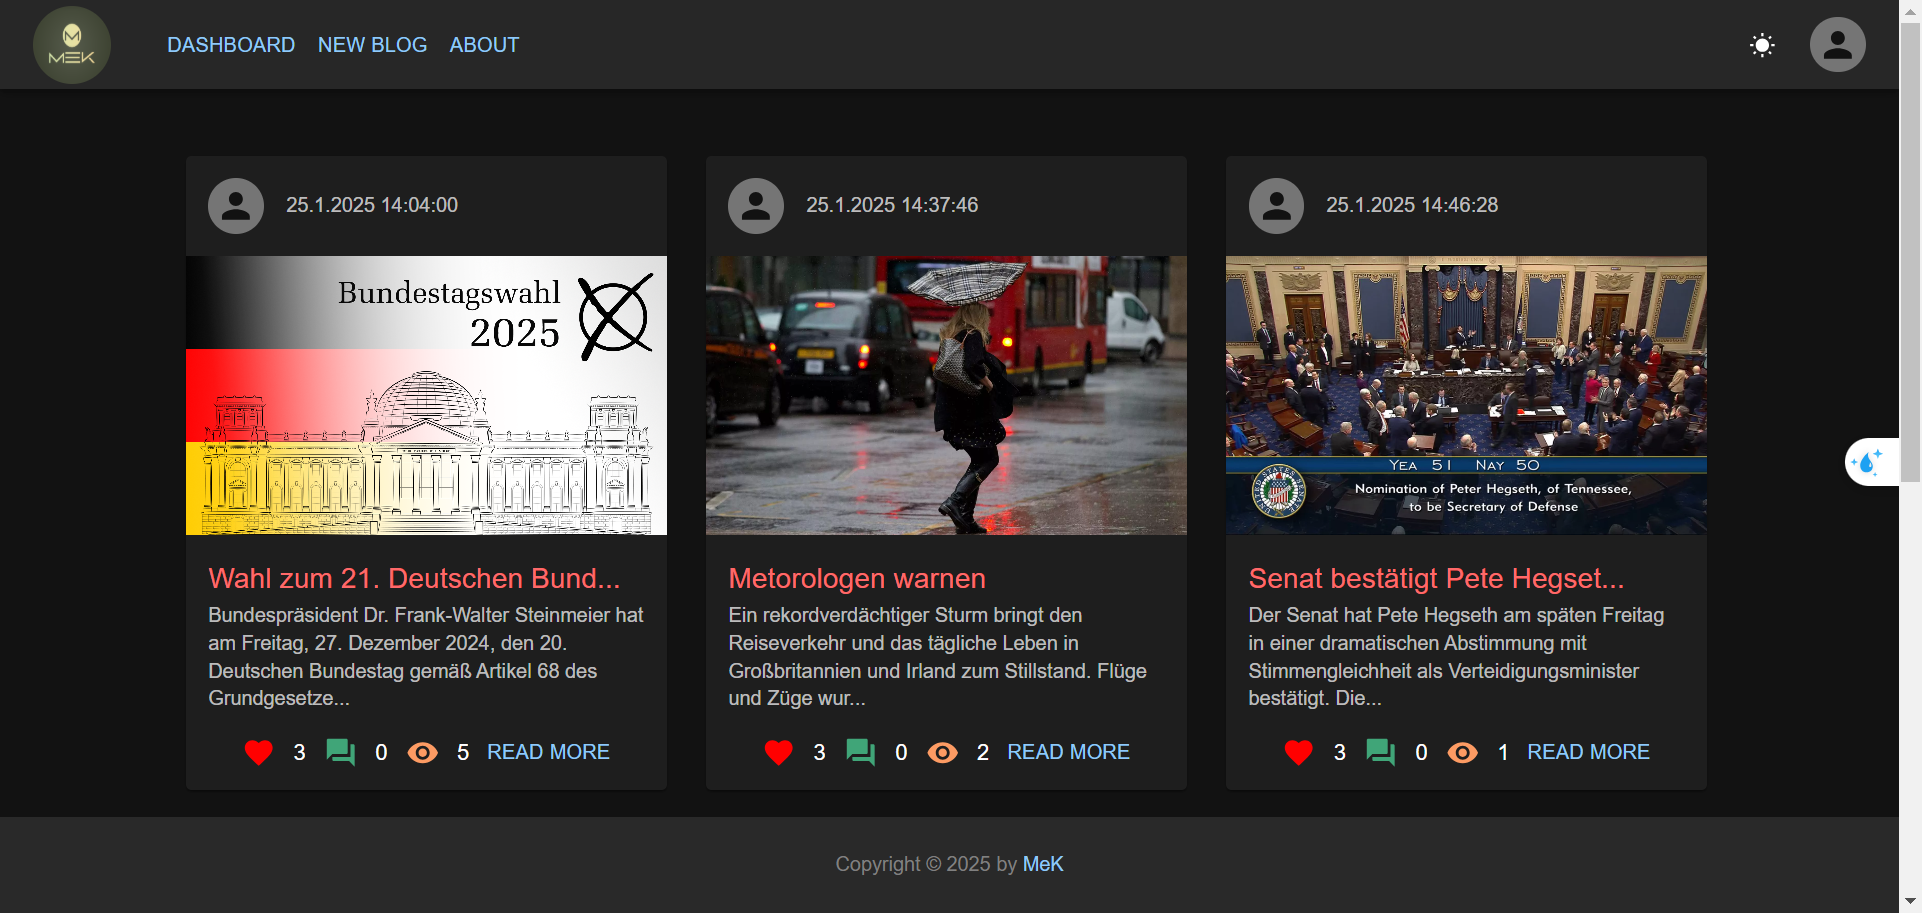 MEK
DASHBOARD NEW BLOG ABOUT
25.1.2025 14:04:00
Bundestagswahl
2025
Wahl zum 21. Deutschen Bund...
Bundespräsident Dr. Frank-Walter Steinmeier hat
am Freitag, 27. Dezember 2024, den 20.
Deutschen Bundestag gemäß Artikel 68 des
Grundgesetze...
3 0 5 READ MORE
25.1.2025 14:37:46
Metorologen warnen
Ein rekordverdächtiger Sturm bringt den
Reiseverkehr und das tägliche Leben in
Großbritannien und Irland zum Stillstand. Flüge
und Züge wur...
3 0 2 READ MORE
25.1.2025 14:46:28
YEA 51 NAY 50
Nomination of Peter Hegseth, of Tennessee,
to be Secretary of Defense
Senat bestätigt Pete Hegset...
Der Senat hat Pete Hegseth am späten Freitag
in einer dramatischen Abstimmung mit
Stimmengleichheit als Verteidigungsminister
bestätigt. Die...
3 0 1 READ MORE
Copyright © 2025 by MeK